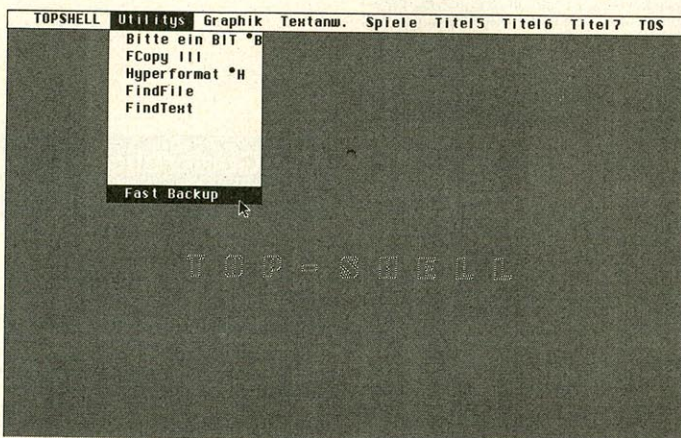 TOPSHELL Utilitys Graphik Textanw. Spiele Titel5 Titel6 Titel7 TOS
Bitte ein BIT •B
FCopy III
Hyperformat •H
FindFile
FindText
Fast Backup
TOP-SHELL